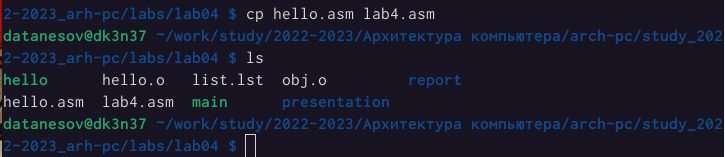 2-2023_arh-pc/labs/lab04 $ cp hello.asm lab4.asm
datanesov@dk3n37 ~/work/study/2022-2023/Архитектура компьютера/arch-pc/study_202
2-2023_arh-pc/labs/lab04 $ ls
hello hello.o list.lst obj.o report
hello.asm lab4.asm main presentation
datanesov@dk3n37 ~/work/study/2022-2023/Архитектура компьютера/arch-pc/study_202
2-2023_arh-pc/labs/lab04 $